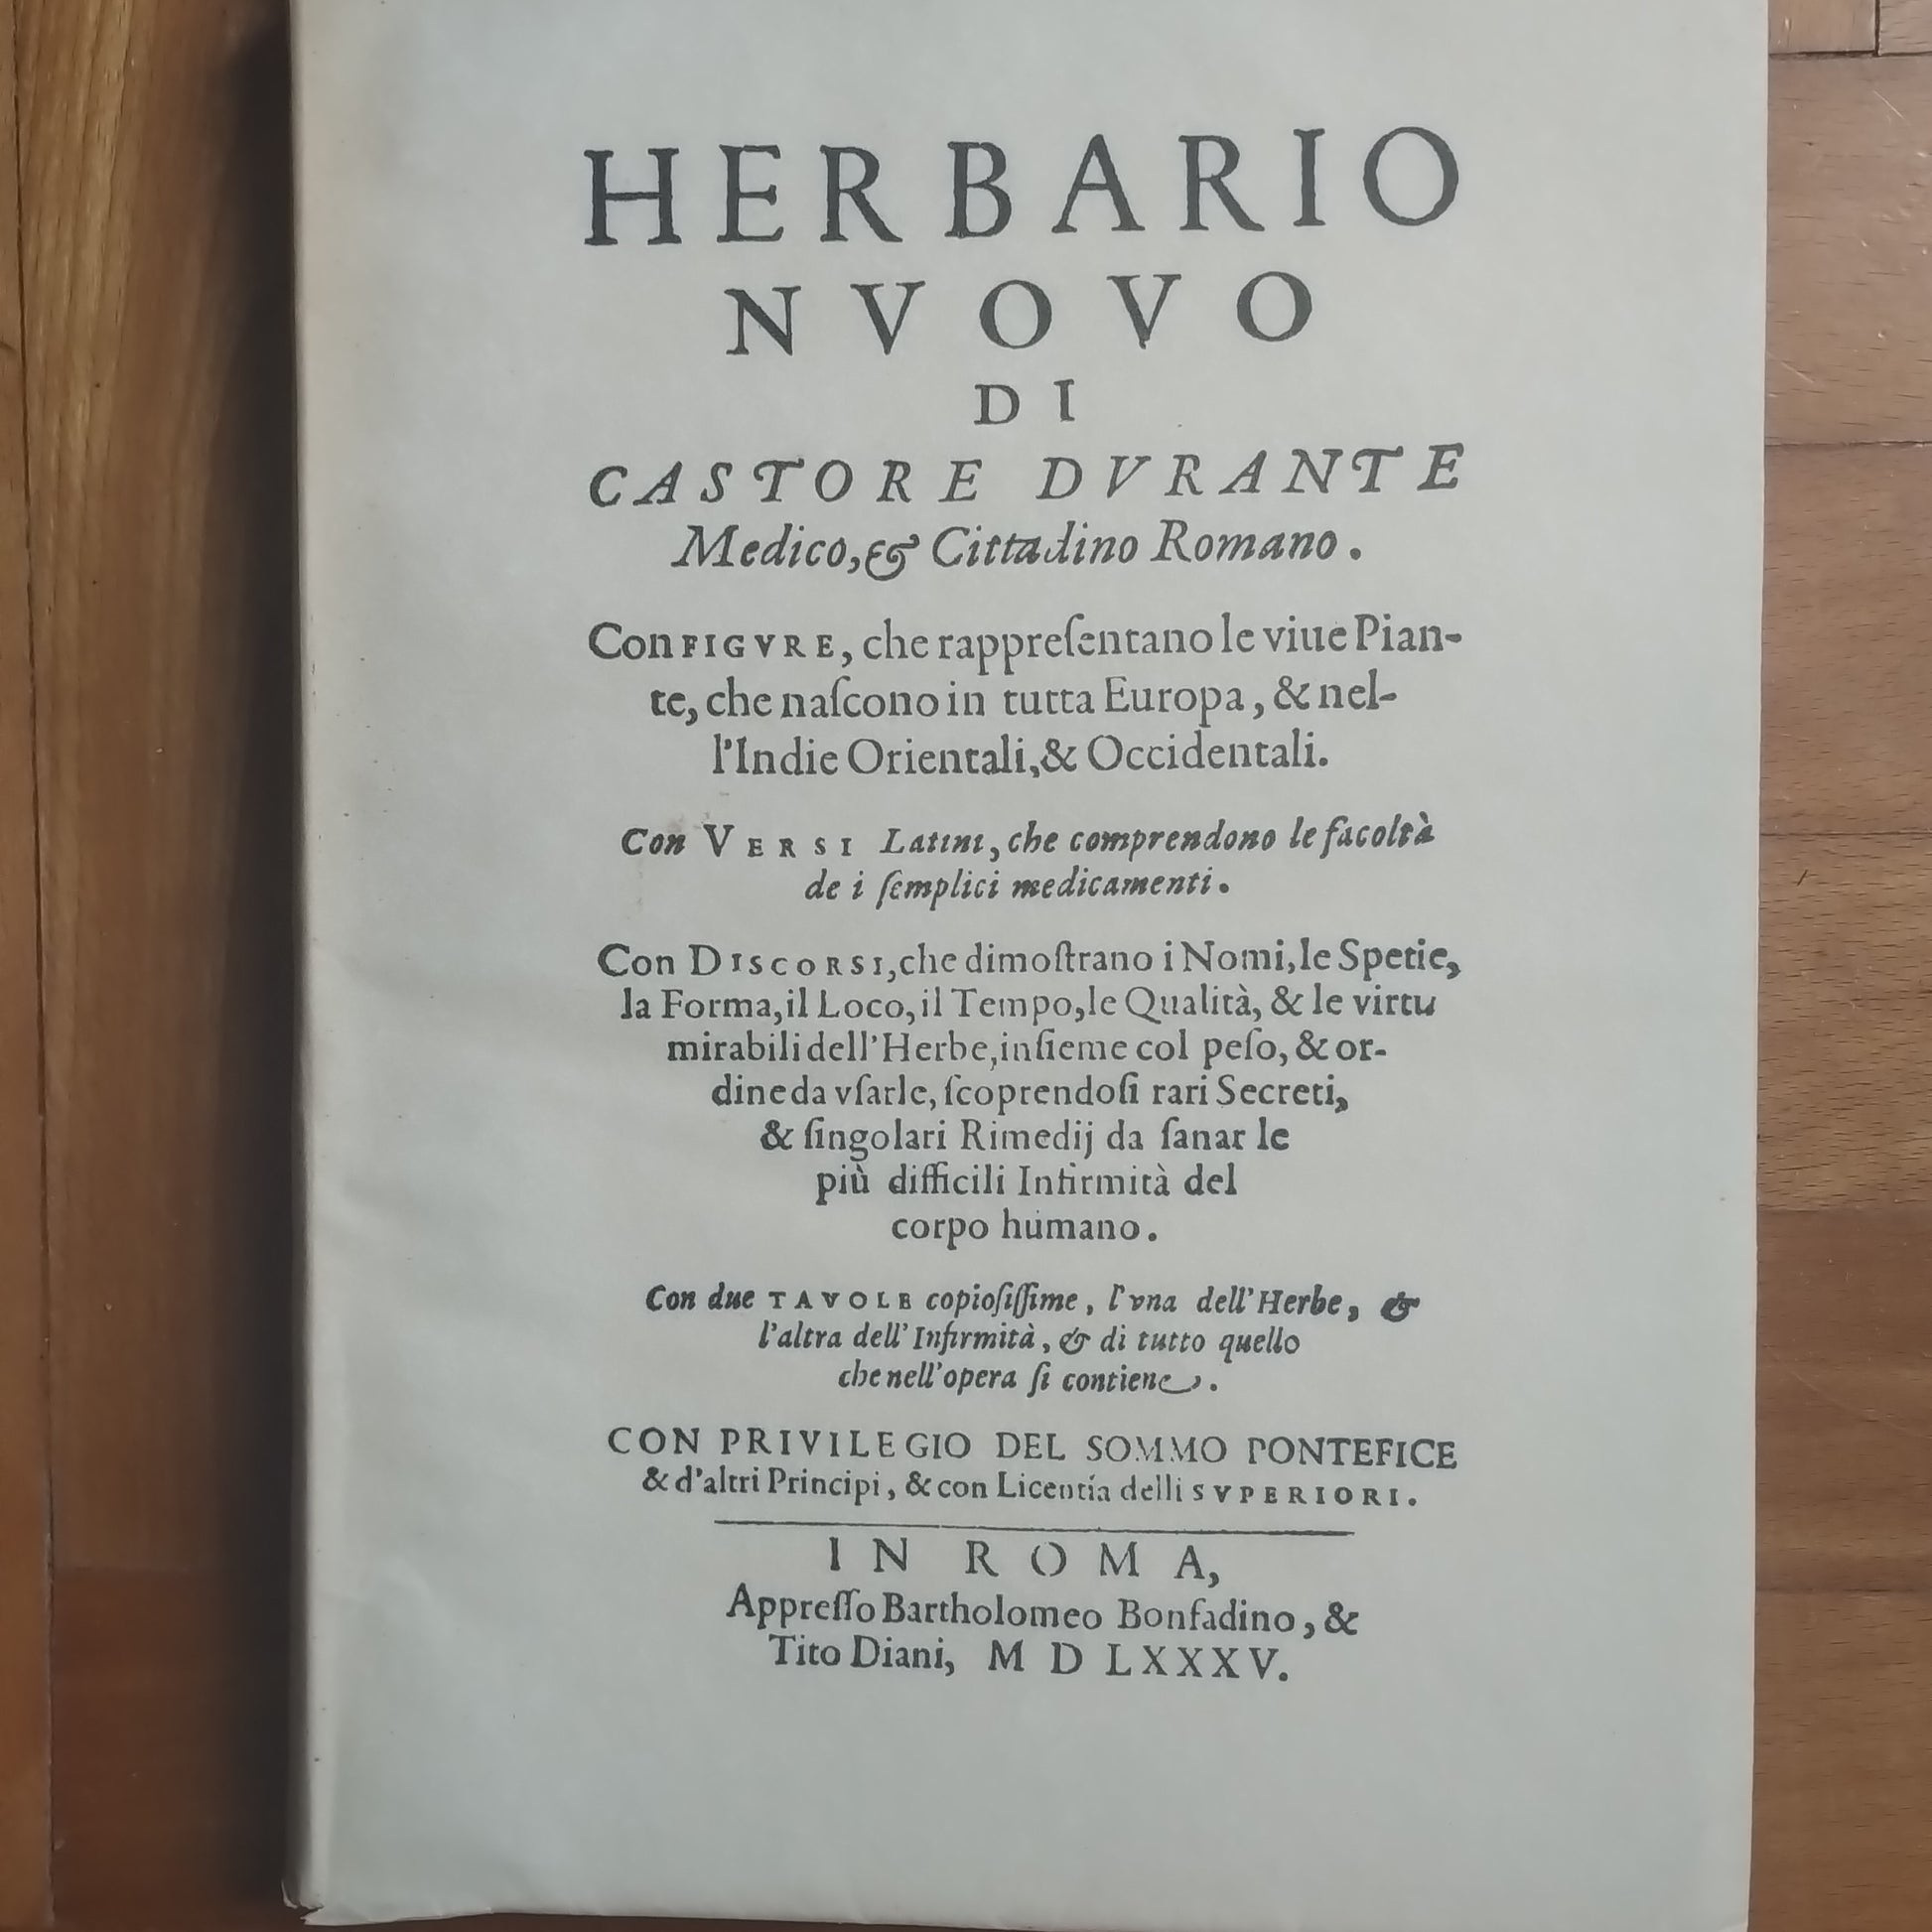 HERBARIO
NVOVO
DI
CASTORE DVRANTE
Medico, & Cittadino Romano.
Con FIGVRE, che rappreſentano le viue Pian-
te, che naſcono in tutta Europa, & nel-
l'Indie Orientali, & Occidentali.
Con VERSI Latini, che comprendono le facoltà
de i ſemplici medicamenti.
Con DISCORSI, che dimoſtrano i Nomi, le Spetie,
la Forma, il Loco, il Tempo, le Qualità, & le virtu
mirabili dell'Herbe, inſieme col peſo, & or-
dine da vſarle, ſcoprendoſi rari Secreti,
& ſingolari Rimedij da ſanar le
più difficili Infirmità del
corpo humano.
Con due TAVOLE copioſiſſime, l'vna dell'Herbe, &
l'altra dell'Infirmità, & di tutto quello
che nell'opera ſi contiene.
CON PRIVILEGIO DEL SOMMO PONTEFICE
& d'altri Principi, & con Licentia delli SVPERIORI.
IN ROMA,
Appreſſo Bartholomeo Bonfadino, &
Tito Diani, M D LXXXV.